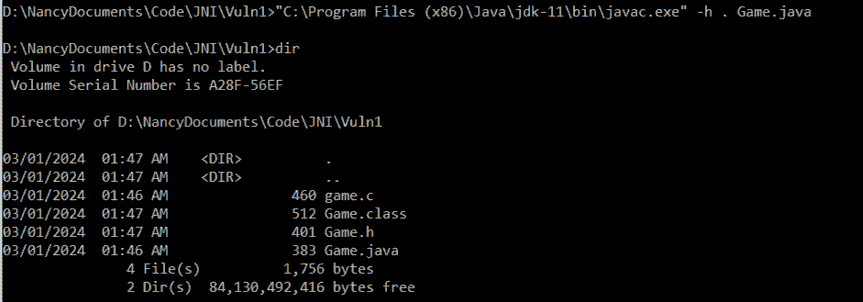 D:\NancyDocuments\Code\JNI\Vuln1>"C:\Program Files (x86)\Java\jdk-11\bin\javac.exe" -h . Game.java
D:\NancyDocuments\Code\JNI\Vuln1>dir
Volume in drive D has no label.
Volume Serial Number is A28F-56EF
Directory of D:\NancyDocuments\Code\JNI\Vuln1
03/01/2024 01:47 AM <DIR> .
03/01/2024 01:47 AM <DIR> ..
03/01/2024 01:46 AM 460 game.c
03/01/2024 01:47 AM 512 Game.class
03/01/2024 01:47 AM 401 Game.h
03/01/2024 01:46 AM 383 Game.java
4 File(s) 1,756 bytes
2 Dir(s) 84,130,492,416 bytes free